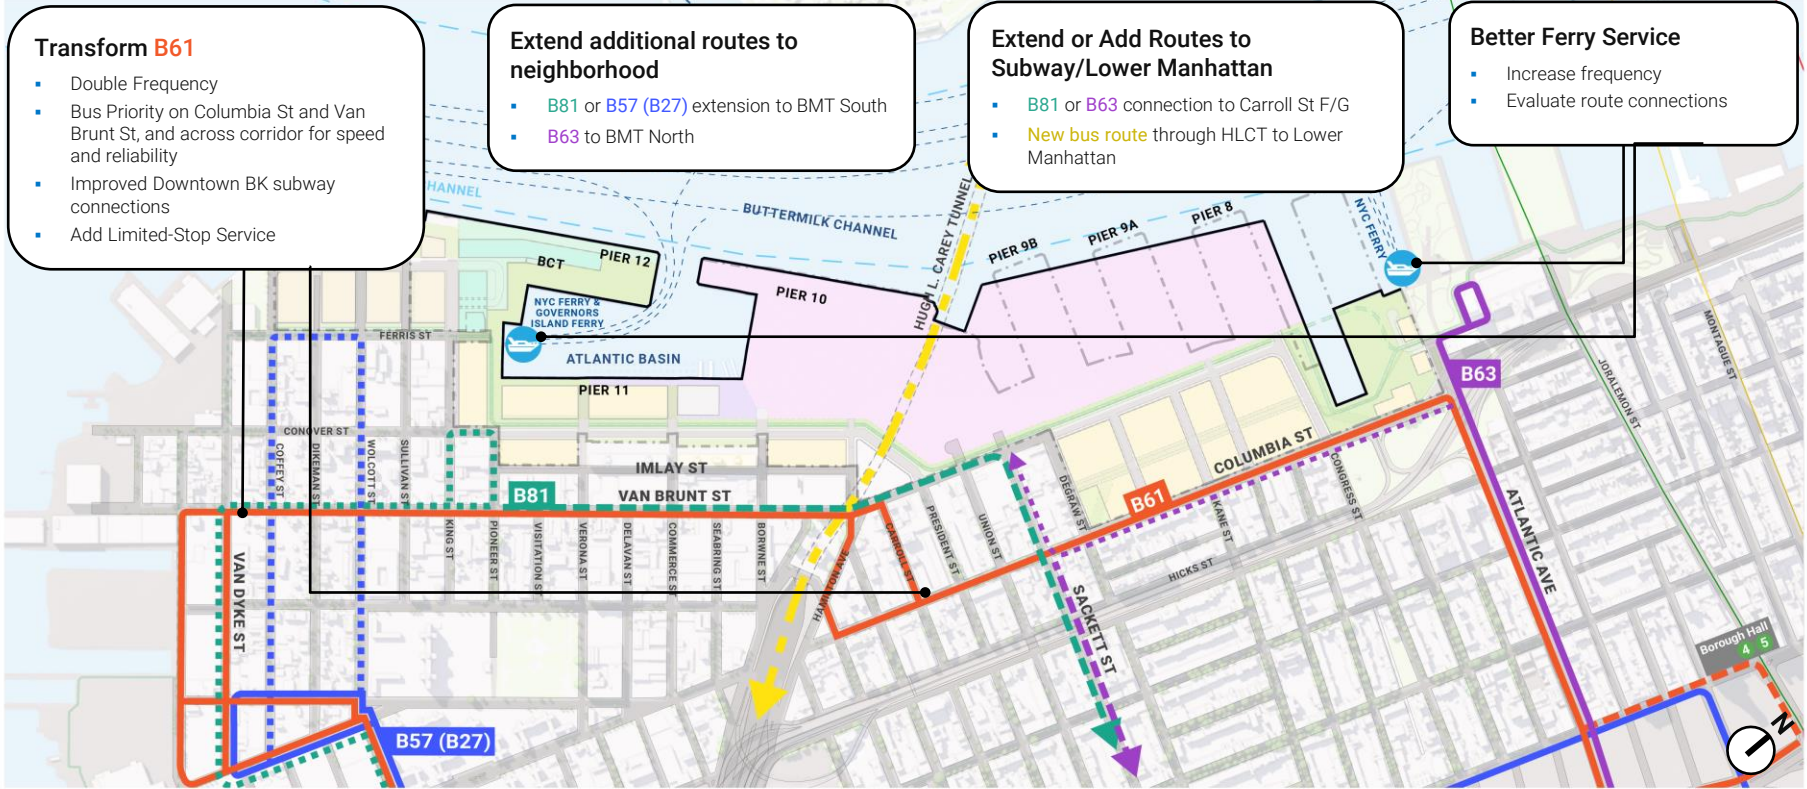 Transform B61
Double Frequency
Bus Priority on Columbia St and Van
Brunt St, and across corridor for speed
and reliability
Improved Downtown BK subway
connections
Add Limited-Stop Service
Extend additional routes to
neighborhood
B81 or B57 (B27) extension to BMT South
B63 to BMT North
Extend or Add Routes to
Subway/Lower Manhattan
B81 or B63 connection to Carroll St F/G
New bus route through HLCT to Lower
Manhattan
Better Ferry Service
Increase frequency
Evaluate route connections
CHANNEL
BUTTERMILK CHANNEL
HUGH L. CAREY TUNNEL
PIER 12
BCT
PIER 10
PIER 9B
PIER 9A
PIER 8
NYC FERRY
NYC FERRY &
GOVERNORS
ISLAND FERRY
ATLANTIC BASIN
PIER 11
FERRIS ST
CONOVER ST
COFFEY ST
DIKEMAN ST
WOLCOTT ST
SULLIVAN ST
IMLAY ST
VAN BRUNT ST
B81
KING ST
PIONEER ST
VISITATION ST
VERONA ST
DELAVAN ST
COMMERCE ST
SEABRING ST
BORWNE ST
HAMILTON AVE
CARROLL ST
PRESIDENT ST
UNION ST
SACKETT ST
DEGRAW ST
KANE ST
CONGRESS ST
COLUMBIA ST
B61
HICKS ST
ATLANTIC AVE
B63
JORALEMON ST
MONTAGUE ST
Borough Hall
4 5
VAN DYKE ST
B57 (B27)
N